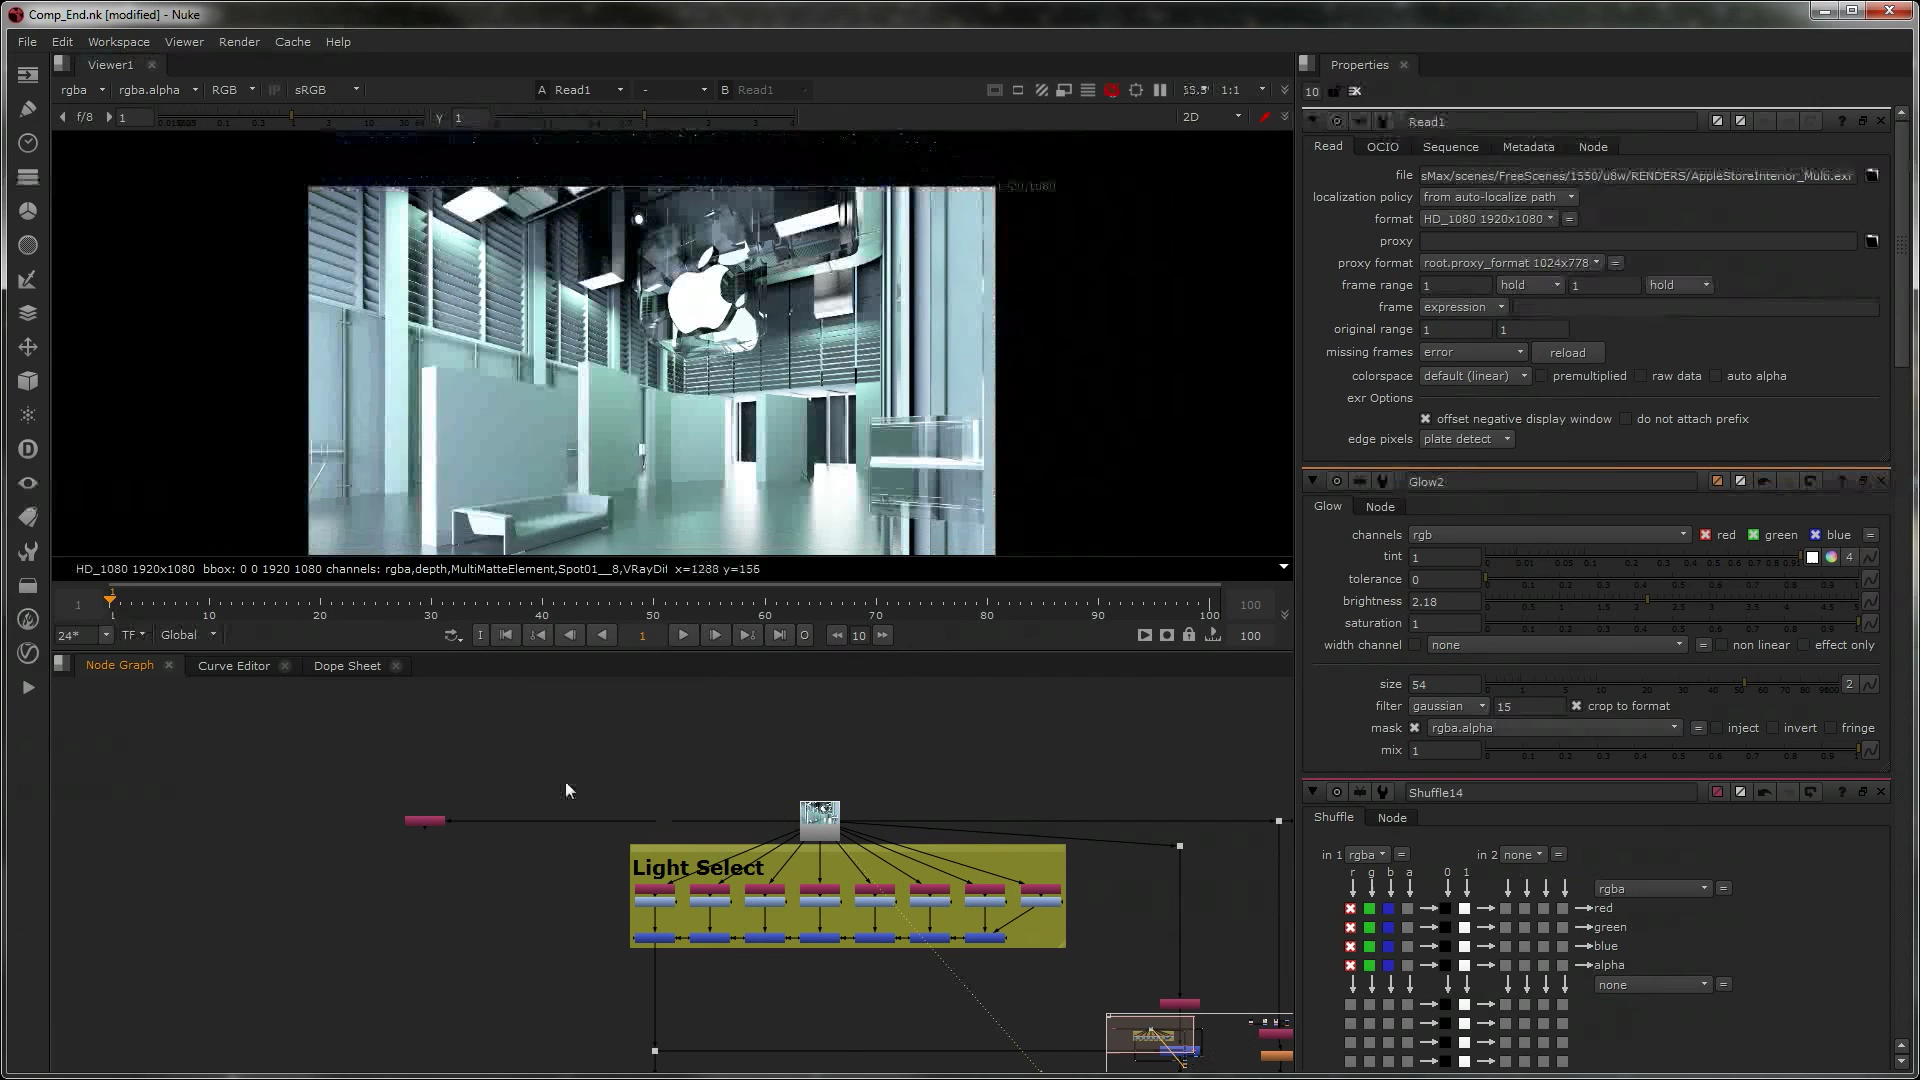 Comp_End.nk [modified] - Nuke
File Edit Workspace Viewer Render Cache Help
Viewer1
rgba rgba.alpha RGB IP sRGB A Read1 - B Read1 1:1
f/8 1 y 1 2D
HD_1080 1920x1080 bbox: 0 0 1920 1080 channels: rgba,depth,MultiMatteElement,Spot01__8,VRayDif x=1288 y=156
1 1 10 20 30 40 50 60 70 80 90 100 100
24* TF Global I 1 O 10 100
Node Graph Curve Editor Dope Sheet
Light Select
Properties
10
Read1
Read OCIO Sequence Metadata Node
file sMax/scenes/FreeScenes/1550/u8w/RENDERS/AppleStoreInterior_Multi.exr
localization policy from auto-localize path
format HD_1080 1920x1080 =
proxy
proxy format root.proxy_format 1024x778 =
frame range 1 hold 1 hold
frame expression
original range 1 1
missing frames error reload
colorspace default (linear) premultiplied raw data auto alpha
exr Options
offset negative display window do not attach prefix
edge pixels plate detect
Glow2
Glow Node
channels rgb red green blue =
tint 1 4
tolerance 0
brightness 2.18
saturation 1
width channel none = non linear effect only
size 54 2
filter gaussian 15 crop to format
mask rgba.alpha = inject invert fringe
mix 1
Shuffle14
Shuffle Node
in 1 rgba = in 2 none =
r g b a 0 1
rgba =
red
green
blue
alpha
none =